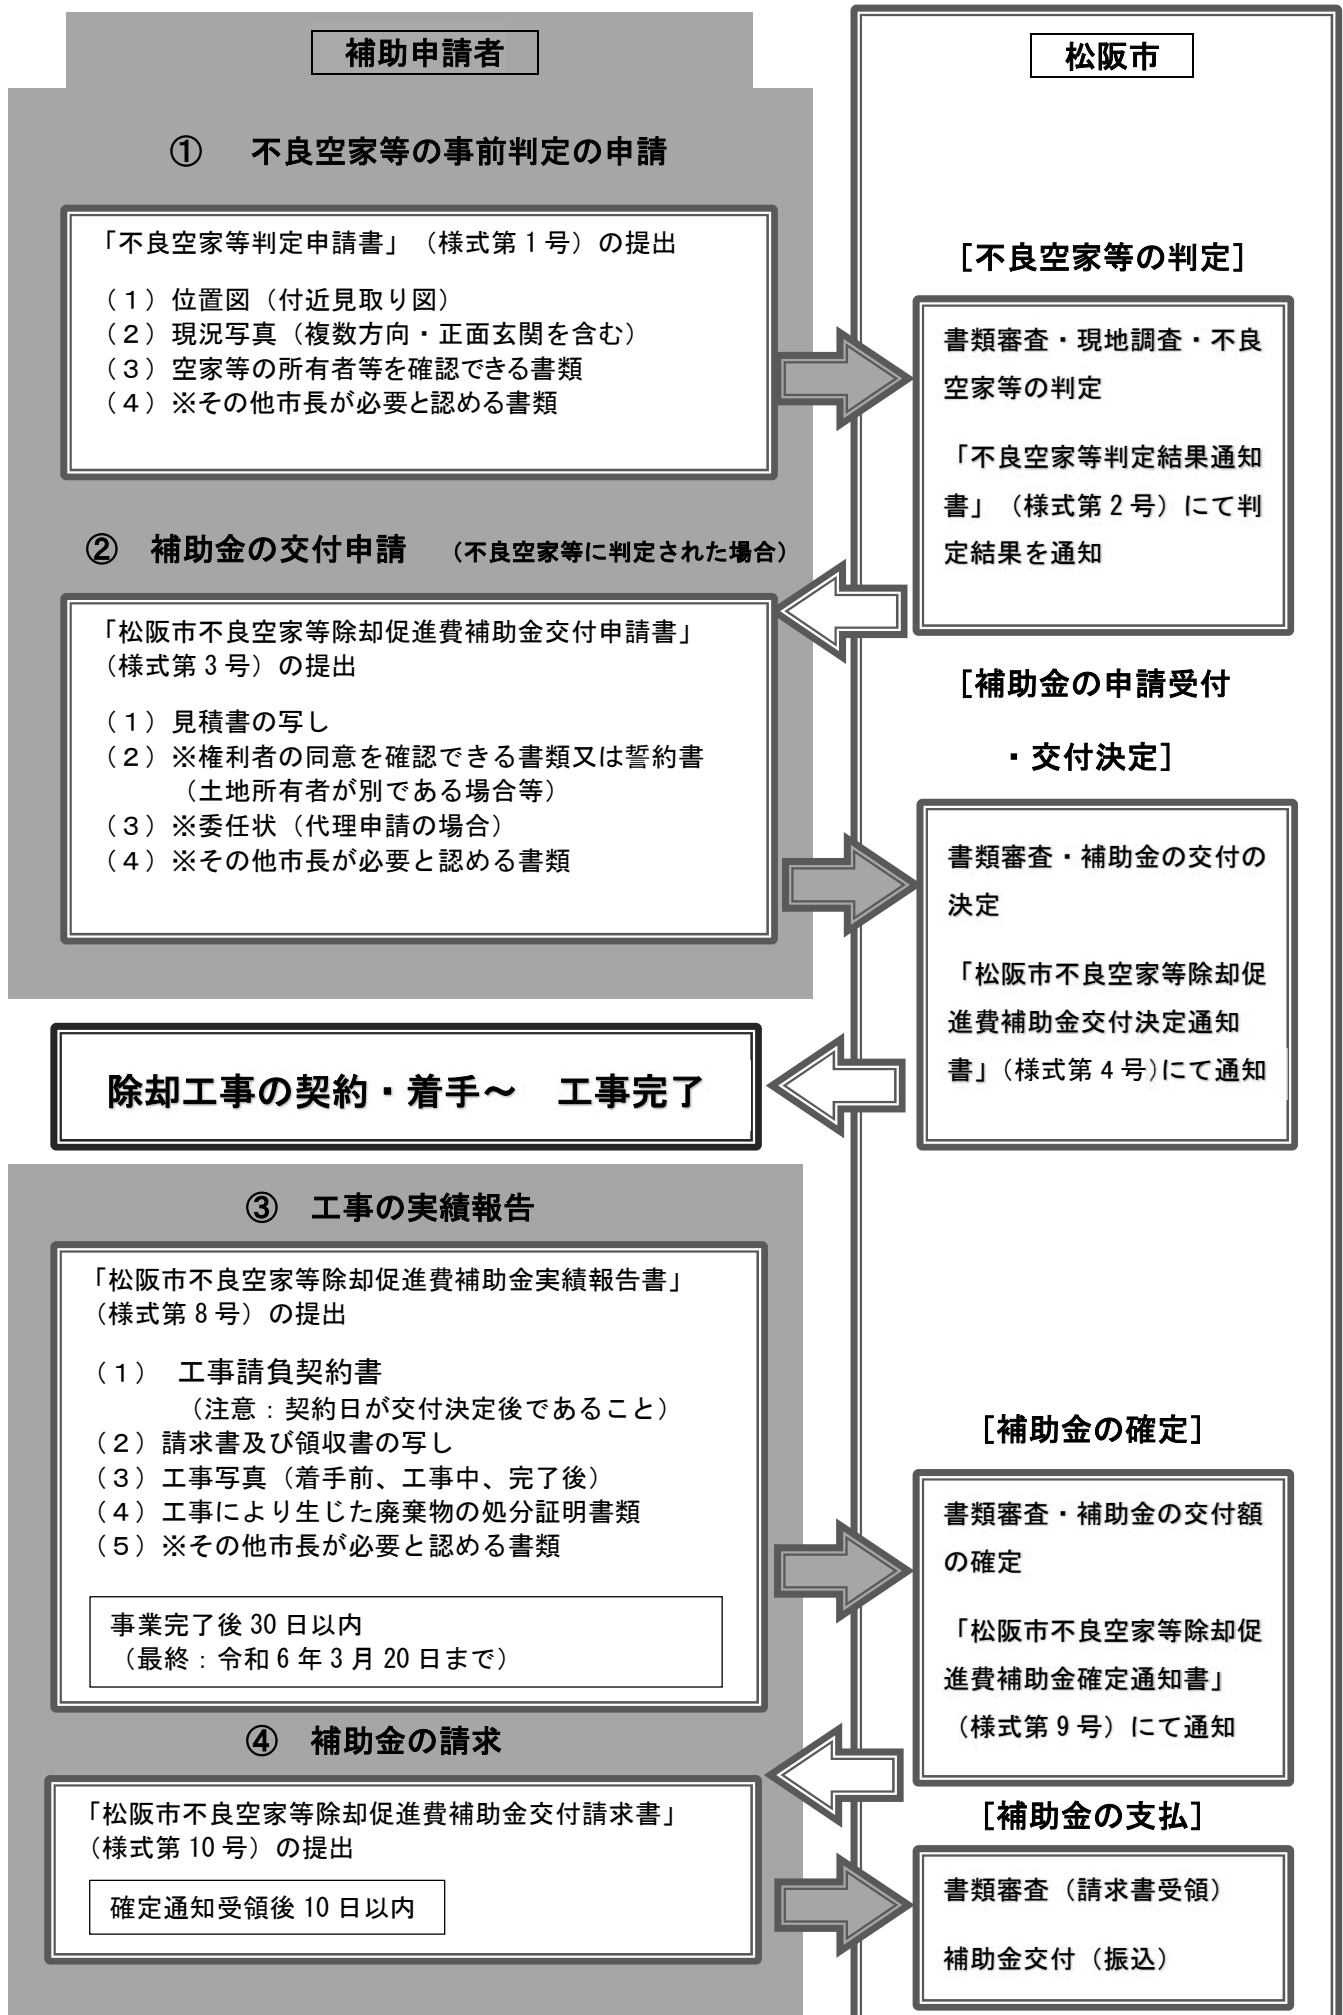 補助申請者
① 不良空家等の事前判定の申請
「不良空家等判定申請書」（様式第1号）の提出
（1）位置図（付近見取り図）
（2）現況写真（複数方向・正面玄関を含む）
（3）空家等の所有者等を確認できる書類
（4）※その他市長が必要と認める書類
② 補助金の交付申請 （不良空家等に判定された場合）
「松阪市不良空家等除却促進費補助金交付申請書」
（様式第3号）の提出
（1）見積書の写し
（2）※権利者の同意を確認できる書類又は誓約書
（土地所有者が別である場合等）
（3）※委任状（代理申請の場合）
（4）※その他市長が必要と認める書類
除却工事の契約・着手～ 工事完了
③ 工事の実績報告
「松阪市不良空家等除却促進費補助金実績報告書」
（様式第8号）の提出
（1） 工事請負契約書
（注意：契約日が交付決定後であること）
（2）請求書及び領収書の写し
（3）工事写真（着手前、工事中、完了後）
（4）工事により生じた廃棄物の処分証明書類
（5）※その他市長が必要と認める書類
事業完了後30日以内
（最終：令和6年3月20日まで）
④ 補助金の請求
「松阪市不良空家等除却促進費補助金交付請求書」
（様式第10号）の提出
確定通知受領後10日以内
松阪市
［不良空家等の判定］
書類審査・現地調査・不良
空家等の判定
「不良空家等判定結果通知
書」（様式第2号）にて判
定結果を通知
［補助金の申請受付
・交付決定］
書類審査・補助金の交付の
決定
「松阪市不良空家等除却促
進費補助金交付決定通知
書」（様式第4号）にて通知
［補助金の確定］
書類審査・補助金の交付額
の確定
「松阪市不良空家等除却促
進費補助金確定通知書」
（様式第9号）にて通知
［補助金の支払］
書類審査（請求書受領）
補助金交付（振込）